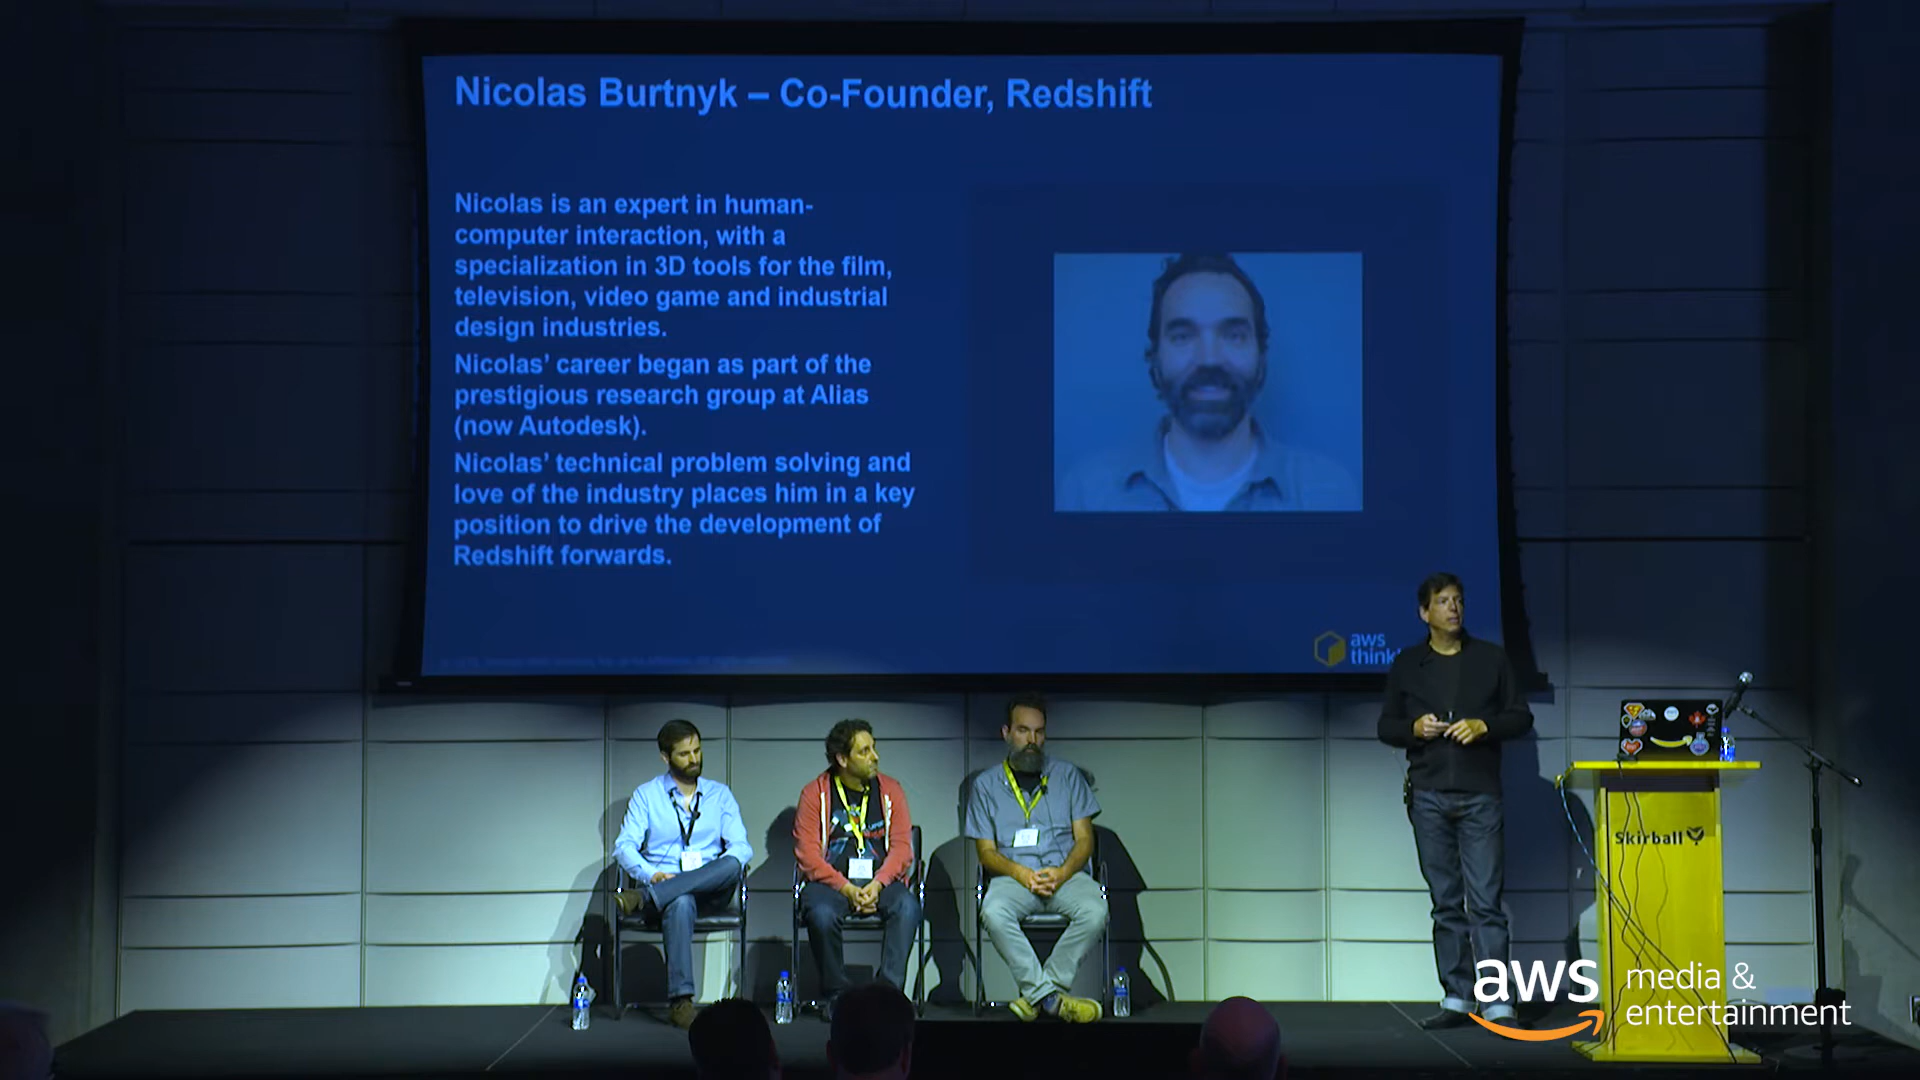 Nicolas Burtnyk – Co-Founder, Redshift
Nicolas is an expert in human-
computer interaction, with a
specialization in 3D tools for the film,
television, video game and industrial
design industries.
Nicolas’ career began as part of the
prestigious research group at Alias
(now Autodesk).
Nicolas’ technical problem solving and
love of the industry places him in a key
position to drive the development of
Redshift forwards.
aws
think
Skirball
aws media &
entertainment